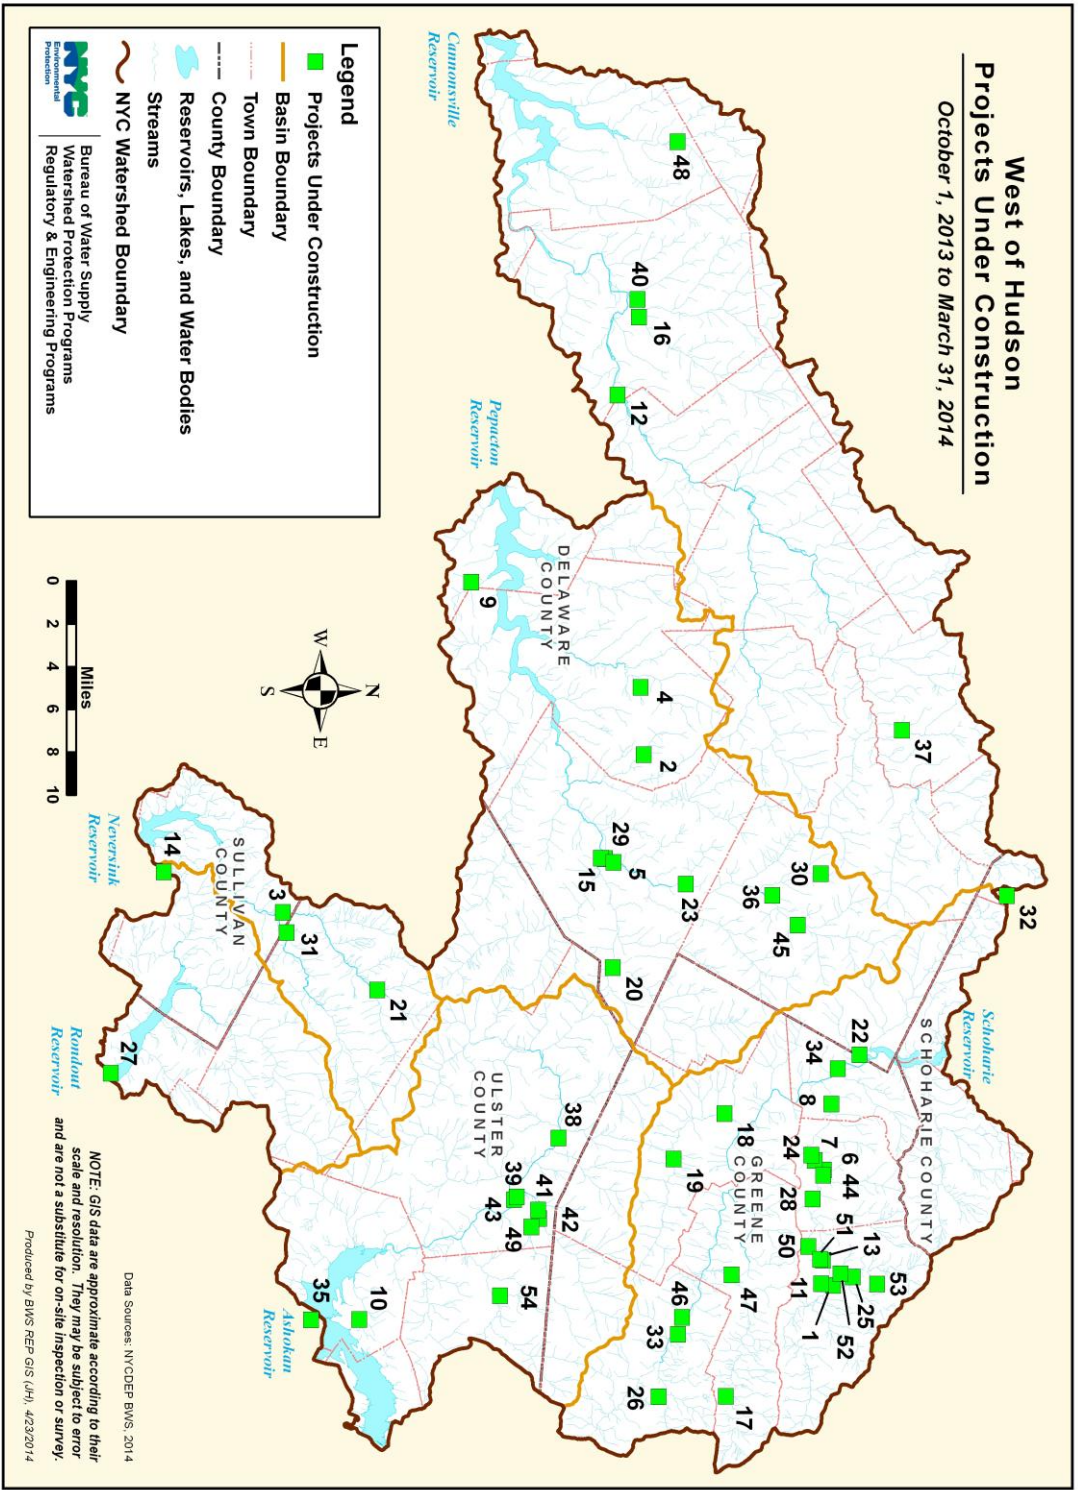 West of Hudson
Projects Under Construction
October 1, 2013 to March 31, 2014
Cannonsville
Reservoir
48
40
16
12
Pepacton
Reservoir
DELAWARE
COUNTY
9
4
2
37
29
5
15
23
30
36
45
32
20
Schoharie
Reservoir
SCHOHARIE COUNTY
22
34
8
7
6
24
44
28
51
13
50
53
25
52
11
1
18
GREENE
COUNTY
19
47
46
33
26
17
ULSTER
COUNTY
38
39
41
42
43
49
54
35
10
Ashokan
Reservoir
SULLIVAN
COUNTY
14
3
31
21
27
Neversink
Reservoir
Rondout
Reservoir
Legend
Projects Under Construction
Basin Boundary
Town Boundary
County Boundary
Reservoirs, Lakes, and Water Bodies
Streams
NYC Watershed Boundary
NYC
Environmental
Protection
Bureau of Water Supply
Watershed Protection Programs
Regulatory & Engineering Programs
N
W
E
S
0 2 4 6 8 10
Miles
Data Sources: NYCDEP BWS, 2014
NOTE: GIS data are approximate according to their
scale and resolution. They may be subject to error
and are not a substitute for on-site inspection or survey.
Produced by BWS REP GIS (JH), 4/23/2014